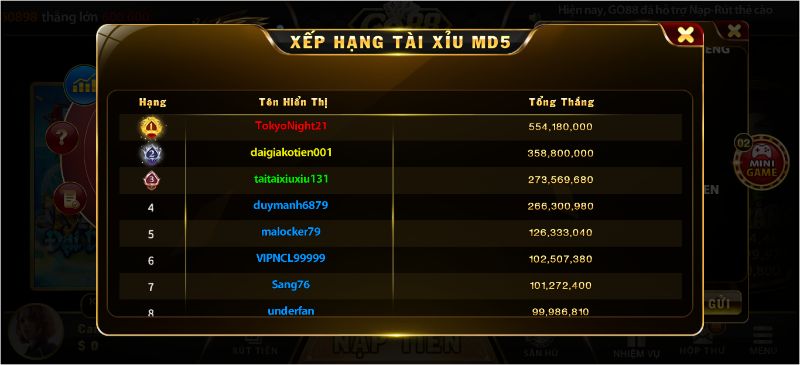 Hiện nay, GO88 đã hỗ trợ Nạp-Rút thẻ cào
thắng lớn
XẾP HẠNG TÀI XỈU MD5
Hạng Tên Hiển Thị Tổng Thắng
1 TokyoNight21 554,180,000
2 daigiakotien001 358,800,000
3 taitaixiuxiu131 273,569,680
4 duymanh6879 266,300,980
5 malocker79 126,333,040
6 VIPNCL99999 102,507,380
7 Sang76 101,272,400
8 underfan 99,986,810
?
02
MINI
GAME
GỬI
$ 0
RÚT TIỀN
NẠP TIỀN
SĂN HŨ
NHIỆM VỤ
HỘP THƯ
MENU